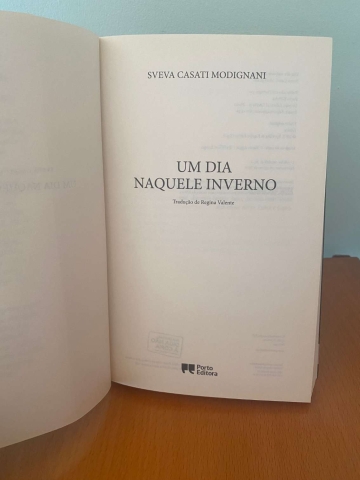 SVEVA CASATI MODIGNANI
UM DIA
NAQUELE INVERNO
Tradução de Regina Valente
Porto
Editora